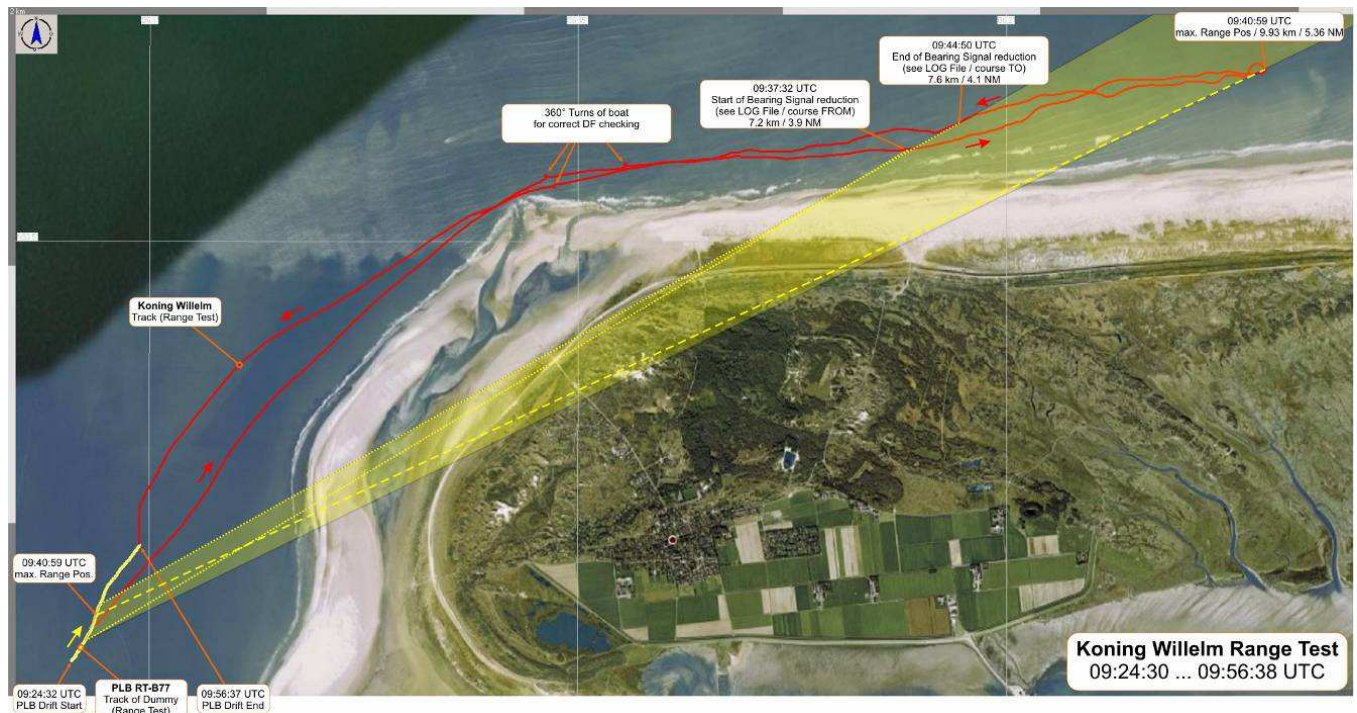 2 km
09:40:59 UTC
max. Range Pos / 9.93 km / 5.36 NM
09:44:50 UTC
End of Bearing Signal reduction
(see LOG File / course TO)
7.6 km / 4.1 NM
09:37:32 UTC
Start of Bearing Signal reduction
(see LOG File / course FROM)
7.2 km / 3.9 NM
360° Turns of boat
for correct DF checking
Koning Willelm
Track (Range Test)
09:40:59 UTC
max. Range Pos.
09:24:32 UTC
PLB Drift Start
PLB RT-B77
Track of Dummy
(Range Test)
09:56:37 UTC
PLB Drift End
Koning Willelm Range Test
09:24:30 ... 09:56:38 UTC